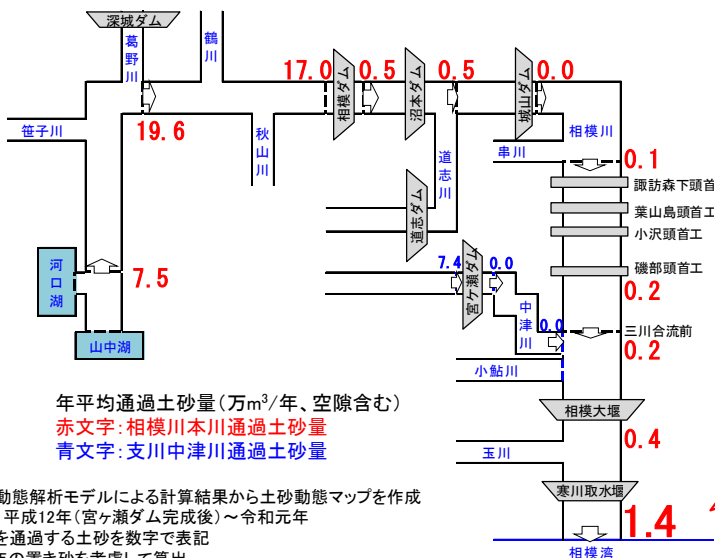 深城ダム
葛野川
鶴川
17.0
0.5
0.5
0.0
相模ダム
沼本ダム
城山ダム
19.6
笹子川
秋山川
道志川
串川
相模川
0.1
諏訪森下頭首
葉山島頭首工
小沢頭首工
道志ダム
磯部頭首工
0.2
河口湖
7.5
7.4
0.0
宮ケ瀬ダム
中津川
0.0
三川合流前
0.2
山中湖
小鮎川
年平均通過土砂量(万m³/年、空隙含む)
赤文字:相模川本川通過土砂量
青文字:支川中津川通過土砂量
相模大堰
0.4
玉川
動態解析モデルによる計算結果から土砂動態マップを作成
平成12年(宮ヶ瀬ダム完成後)~令和元年
を通過する土砂を数字で表記
の置き砂を考慮して算出
寒川取水堰
1.4
相模湾